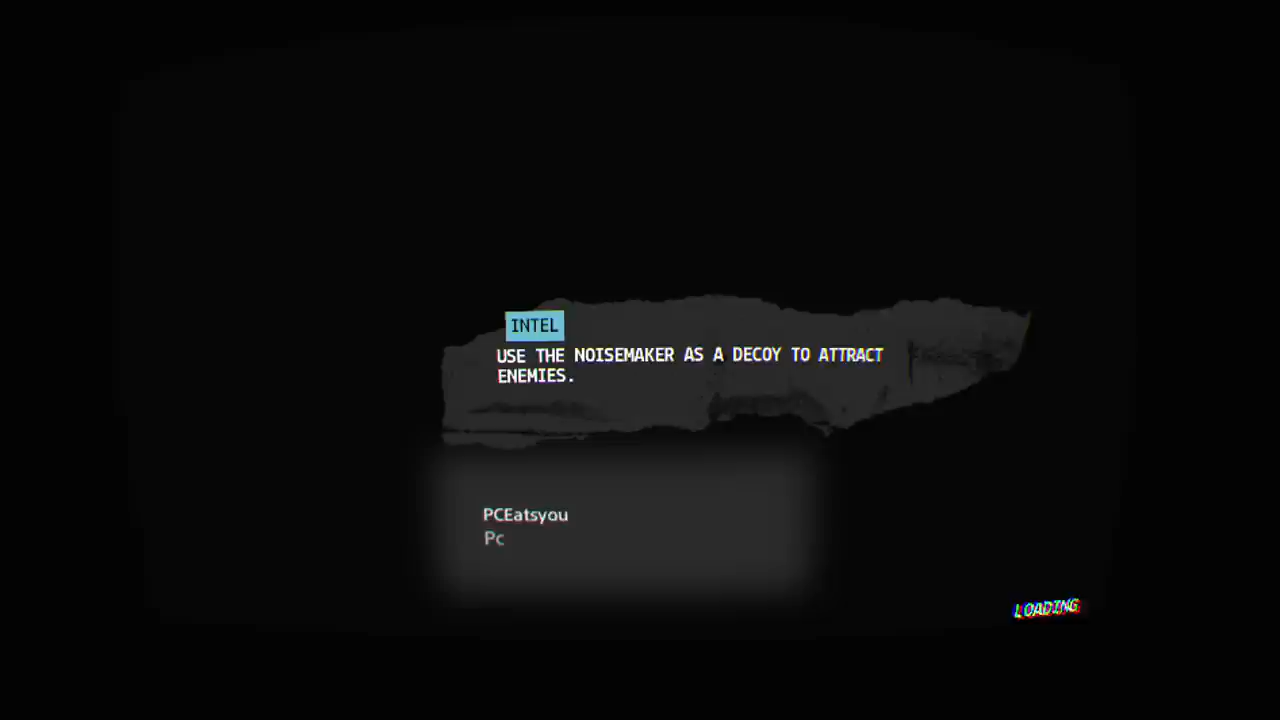 INTEL
USE THE NOISEMAKER AS A DECOY TO ATTRACT
ENEMIES.
PCEatsyou
Pc
LOADING